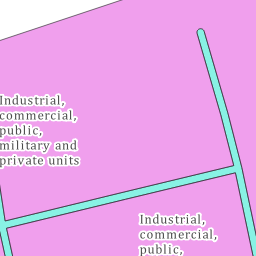 Industrial,
commercial,
public,
military and
private units
Industrial,
commercial,
public,